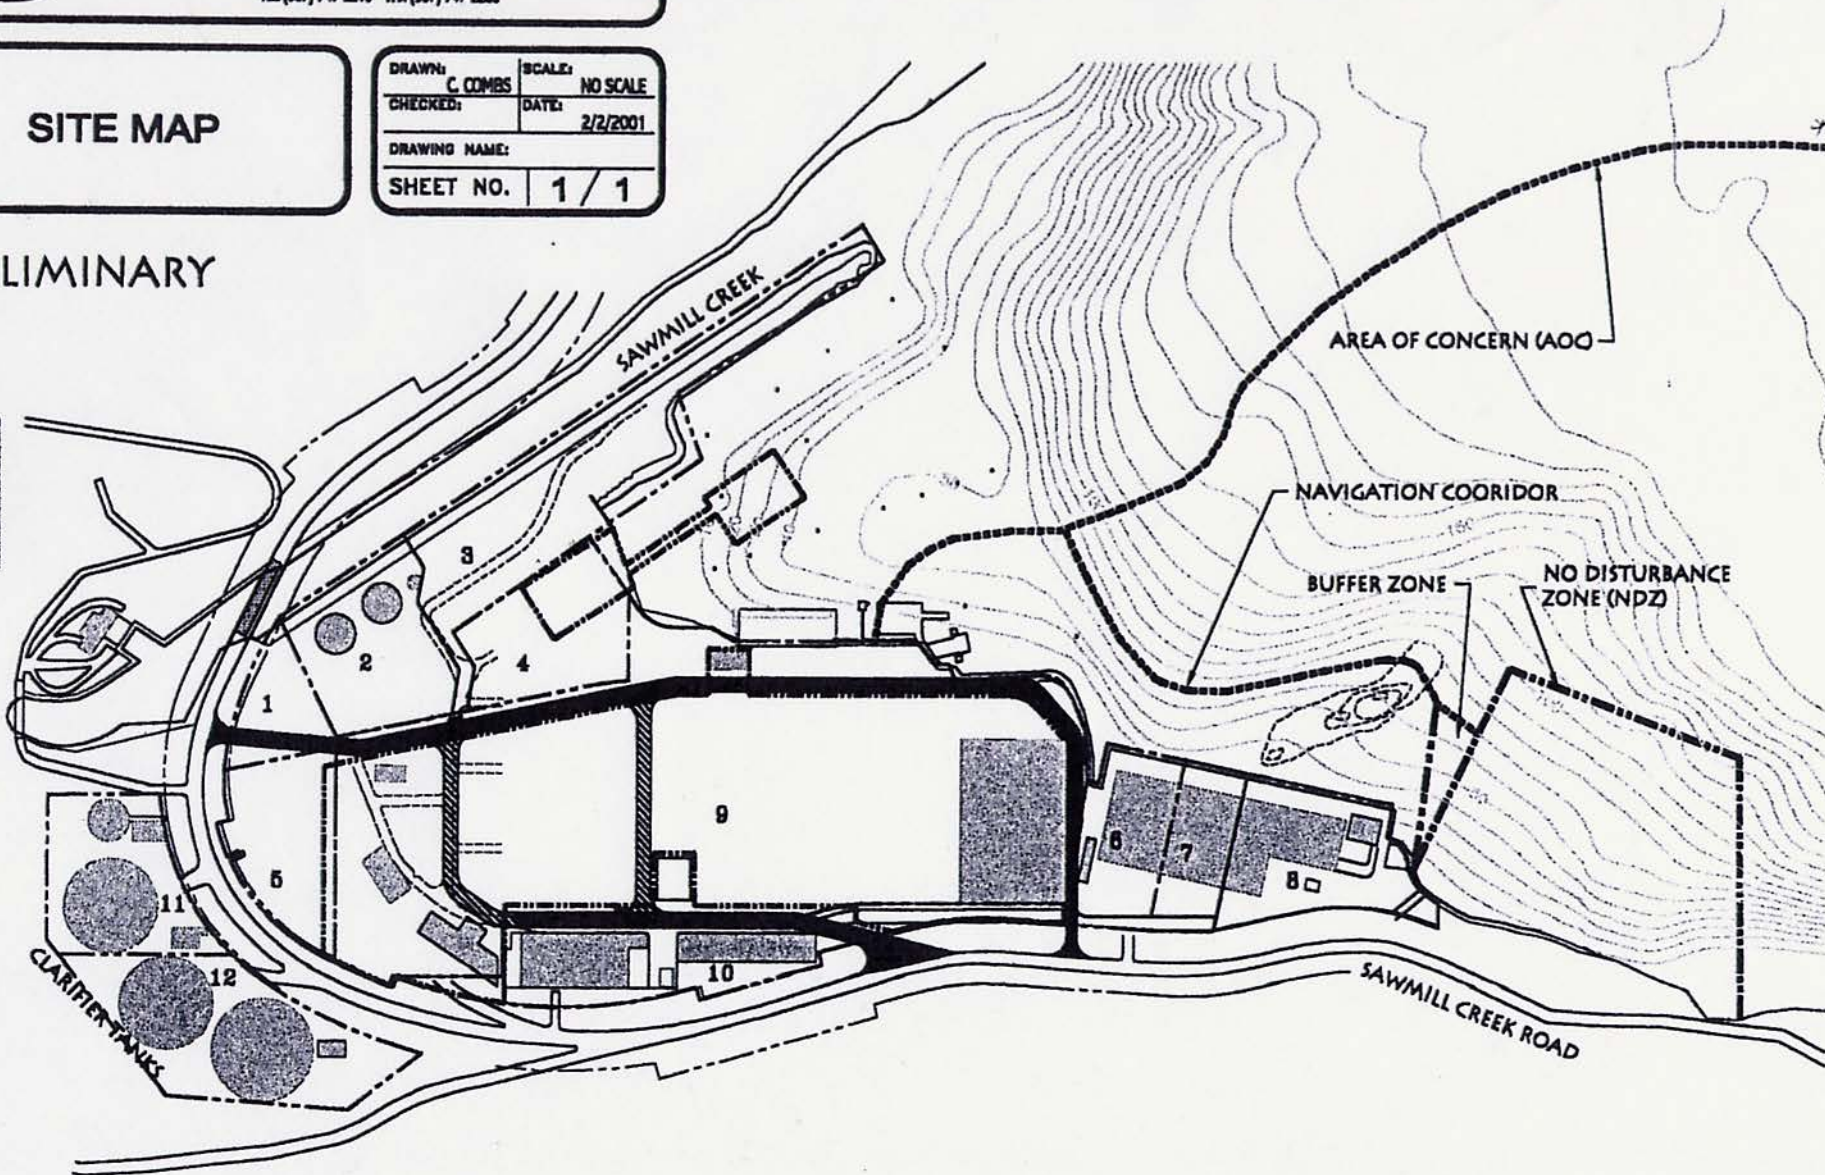 SITE MAP
DRAWN: C. COMBS
SCALE: NO SCALE
CHECKED:
DATE: 2/2/2001
DRAWING NAME:
SHEET NO. 1 / 1
LIMINARY
SAWMILL CREEK
AREA OF CONCERN (AOC)
NAVIGATION COORIDOR
BUFFER ZONE
NO DISTURBANCE
ZONE (NDZ)
3
2
4
1
9
6
7
8
5
11
12
10
CLARIFIER TANKS
SAWMILL CREEK ROAD